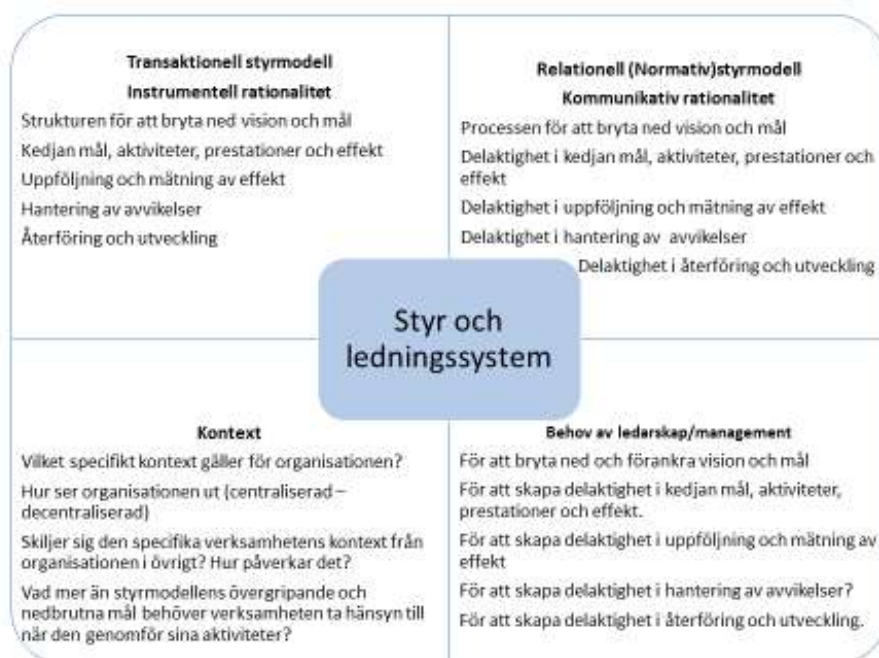 Transaktionell styrmodell
Instrumentell rationalitet
Strukturen för att bryta ned vision och mål
Kedjan mål, aktiviteter, prestationer och effekt
Uppföljning och mätning av effekt
Hantering av avvikelser
Återföring och utveckling
Relationell (Normativ)styrmodell
Kommunikativ rationalitet
Processen för att bryta ned vision och mål
Delaktighet i kedjan mål, aktiviteter, prestationer och
effekt
Delaktighet i uppföljning och mätning av effekt
Delaktighet i hantering av avvikelser
Delaktighet i återföring och utveckling
Styr och
ledningssystem
Kontext
Vilket specifikt kontext gäller för organisationen?
Hur ser organisationen ut (centraliserad –
decentraliserad)
Skiljer sig den specifika verksamhetens kontext från
organisationen i övrigt? Hur påverkar det?
Vad mer än styrmodellens övergripande och
nedbrutna mål behöver verksamheten ta hänsyn till
när den genomför sina aktiviteter?
Behov av ledarskap/management
För att bryta ned och förankra vision och mål
För att skapa delaktighet i kedjan mål, aktiviteter,
prestationer och effekt.
För att skapa delaktighet i uppföljning och mätning av
effekt
För att skapa delaktighet i hantering av avvikelser?
För att skapa delaktighet i återföring och utveckling.